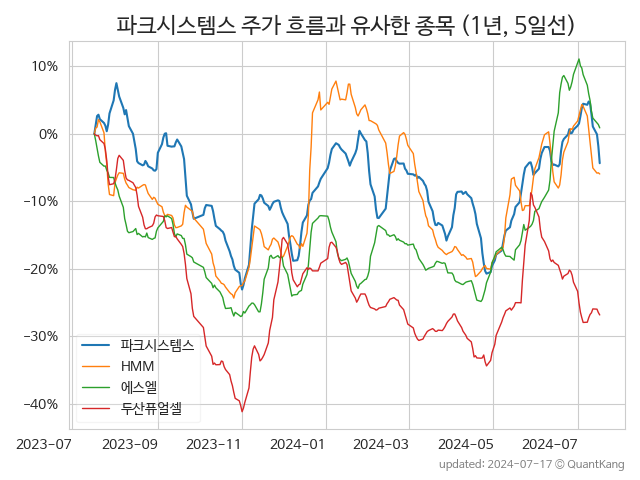 파크시스템스 주가 흐름과 유사한 종목 (1년, 5일선)
10%
0%
−10%
−20%
−30%
−40%
파크시스템스
HMM
에스엘
두산퓨얼셀
2023-07
2023-09
2023-11
2024-01
2024-03
2024-05
2024-07
updated: 2024-07-17 © QuantKang